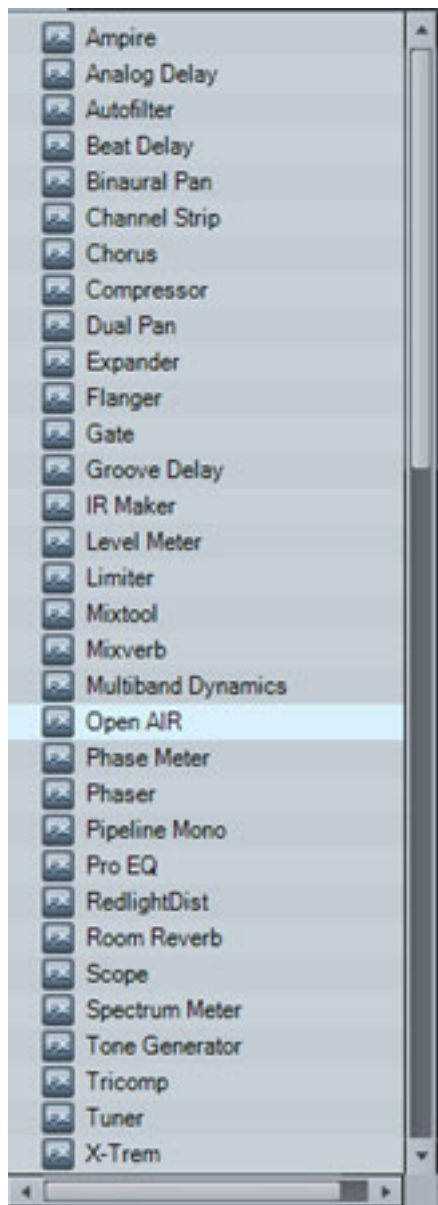 Ampire
Analog Delay
Autofilter
Beat Delay
Binaural Pan
Channel Strip
Chorus
Compressor
Dual Pan
Expander
Flanger
Gate
Groove Delay
IR Maker
Level Meter
Limiter
Mixtool
Mixverb
Multiband Dynamics
Open AIR
Phase Meter
Phaser
Pipeline Mono
Pro EQ
RedlightDist
Room Reverb
Scope
Spectrum Meter
Tone Generator
Tricomp
Tuner
X-Trem